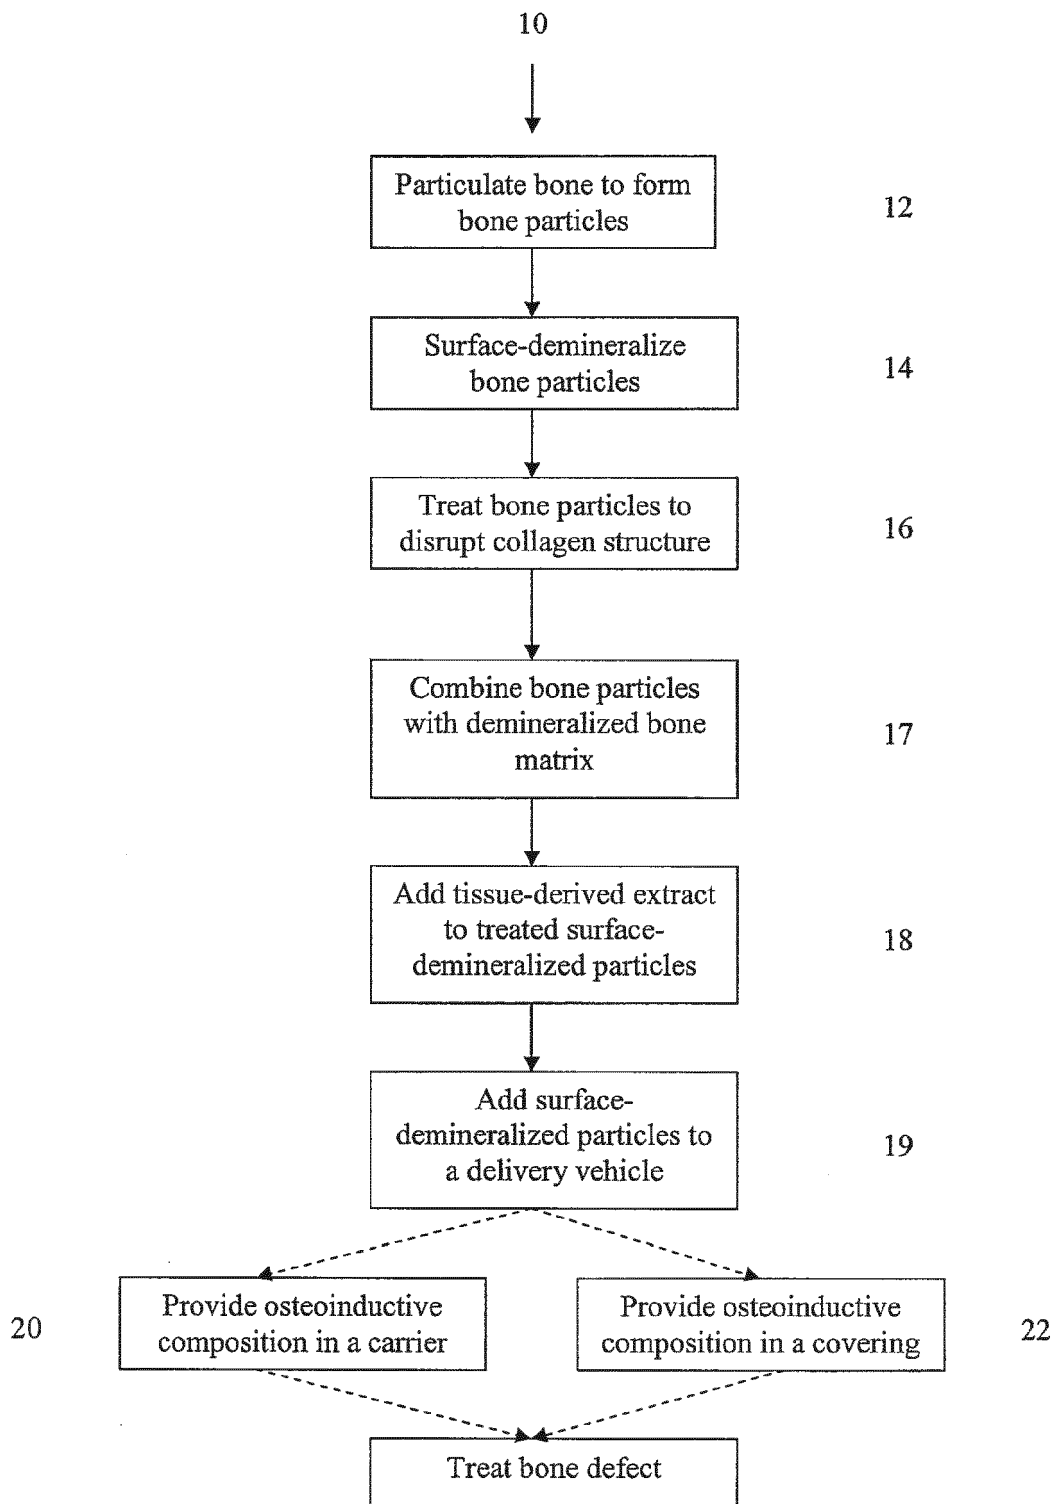 10
Particulate bone to form
bone particles
12
Surface-demineralize
bone particles
14
Treat bone particles to
disrupt collagen structure
16
Combine bone particles
with demineralized bone
matrix
17
Add tissue-derived extract
to treated surface-
demineralized particles
18
Add surface-
demineralized particles to
a delivery vehicle
19
20
Provide osteoinductive
composition in a carrier
Provide osteoinductive
composition in a covering
22
Treat bone defect